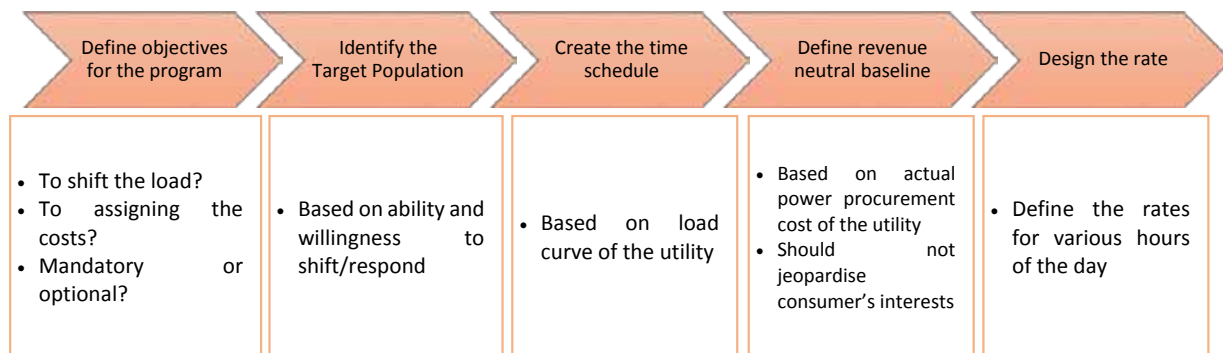 Define objectives
for the program
Identify the
Target Population
Create the time
schedule
Define revenue
neutral baseline
Design the rate
• To shift the load?
• To assigning the
costs?
• Mandatory or
optional?
• Based on ability and
willingness to
shift/respond
• Based on load
curve of the utility
• Based on actual
power procurement
cost of the utility
• Should not
jeopardise
consumer's interests
• Define the rates
for various hours
of the day